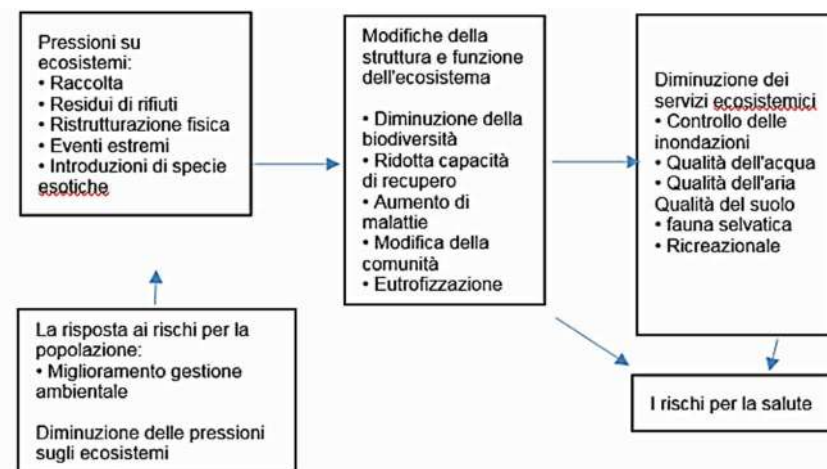 Pressioni su
ecosistemi:
• Raccolta
• Residui di rifiuti
• Ristrutturazione fisica
• Eventi estremi
• Introduzioni di specie
esotiche
Modifiche della
struttura e funzione
dell'ecosistema
• Diminuzione della
biodiversità
• Ridotta capacità
di recupero
• Aumento di
malattie
• Modifica della
comunità
• Eutrofizzazione
Diminuzione dei
servizi ecosistemici
• Controllo delle
inondazioni
• Qualità dell'acqua
• Qualità dell'aria
Qualità del suolo
• fauna selvatica
• Ricreazionale
La risposta ai rischi per la
popolazione:
• Miglioramento gestione
ambientale
Diminuzione delle pressioni
sugli ecosistemi
I rischi per la salute